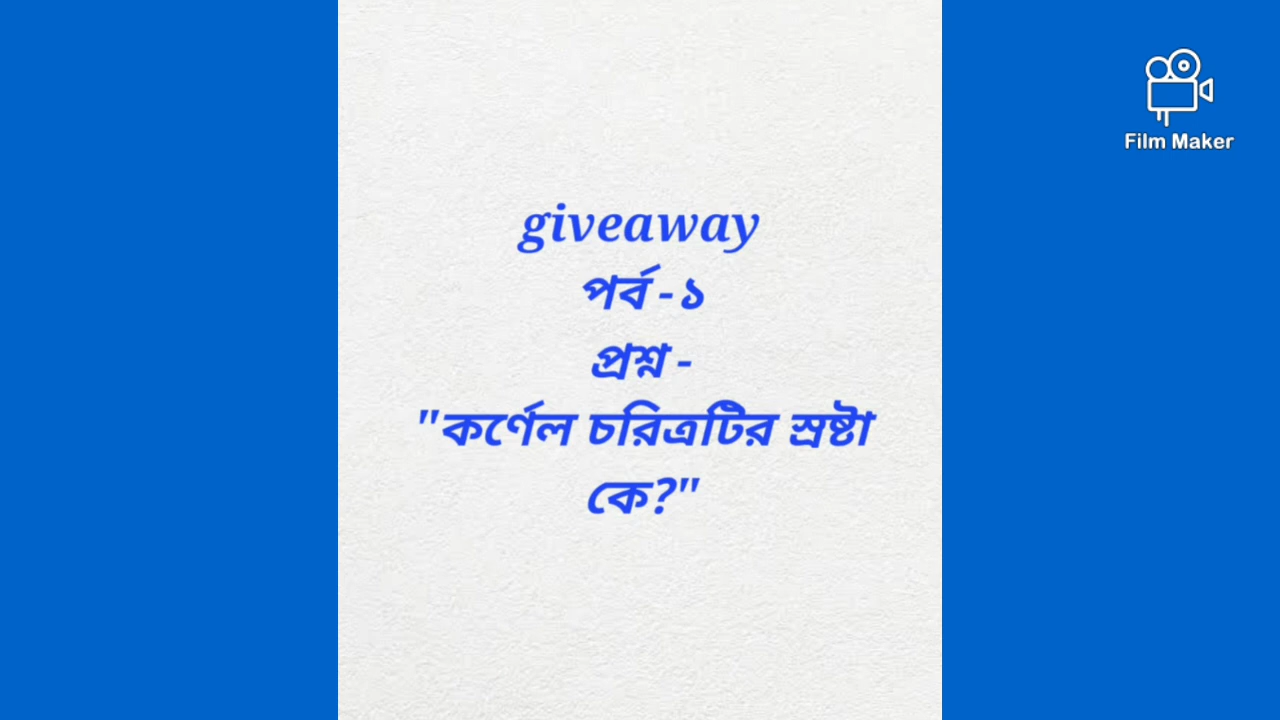 Film Maker
giveaway
পর্ব -১
প্রশ্ন -
"কর্ণেল চরিত্রটির স্রষ্টা
কে?"